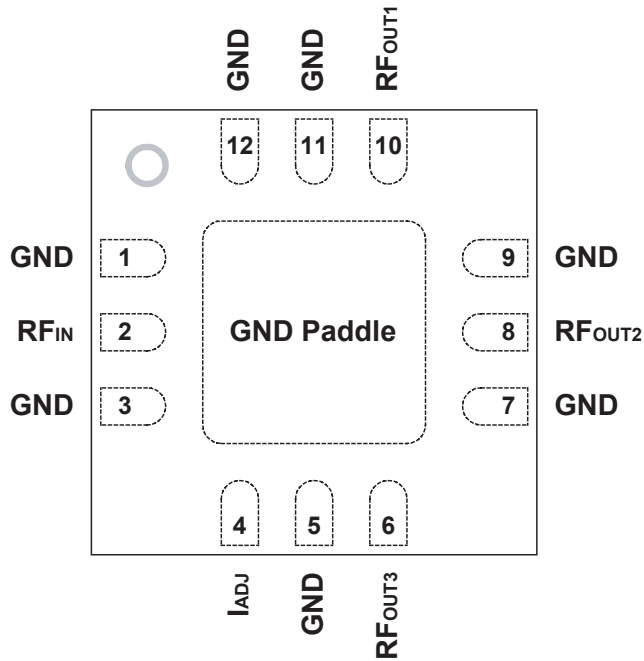 GND
GND
RFOUT1
12
11
10
GND
1
9
GND
RFIN
2
GND Paddle
8
RFOUT2
GND
3
7
GND
4
5
6
IADJ
GND
RFOUT3